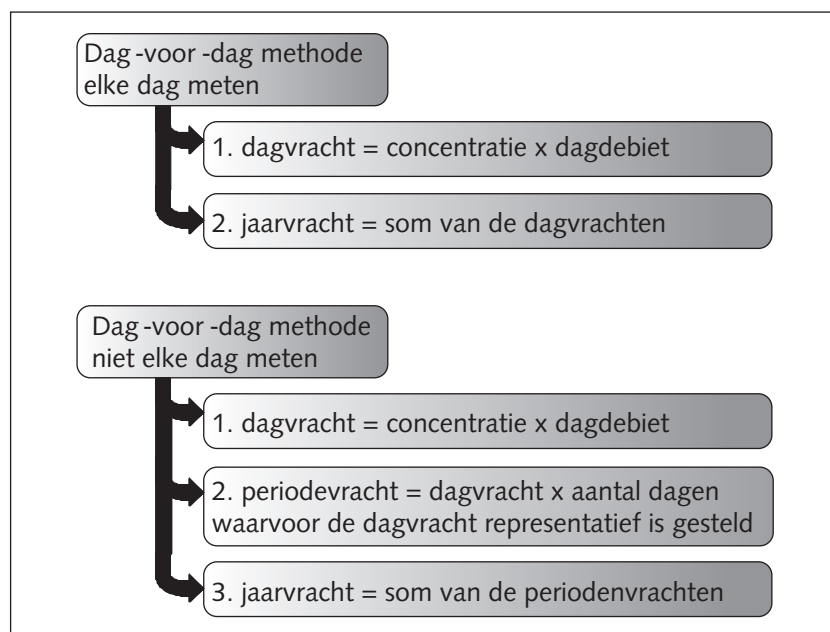 Dag-voor-dag methode
elke dag meten
1. dagvracht = concentratie x dagdebiet
2. jaarvracht = som van de dagvrachten
Dag-voor-dag methode
niet elke dag meten
1. dagvracht = concentratie x dagdebiet
2. periodevracht = dagvracht x aantal dagen
waarvoor de dagvracht representatief is gesteld
3. jaarvracht = som van de periodenvrachten